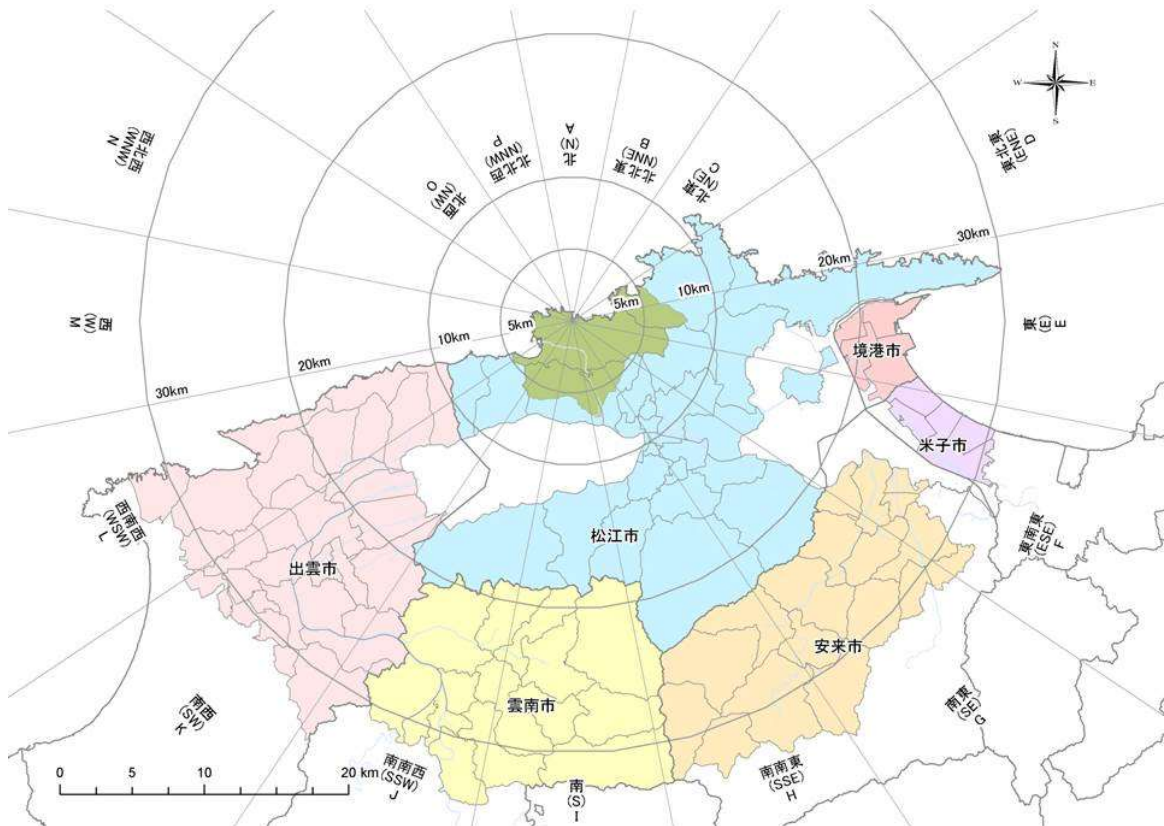 N
W
E
S
北
(N)
A
北北東
(NNE)
B
北東
(NE)
C
東北東
(ENE)
D
東
(E)
E
東南東
(ESE)
F
南東
(SE)
G
南南東
(SSE)
H
南
(S)
I
南南西
(SSW)
J
南西
(SW)
K
西南西
(WSW)
L
西
(W)
M
西北西
(WNW)
N
北西
(NW)
O
北北西
(NNW)
P
30km
20km
10km
5km
5km
10km
20km
30km
境港市
米子市
松江市
出雲市
安来市
雲南市
0
5
10
20 km